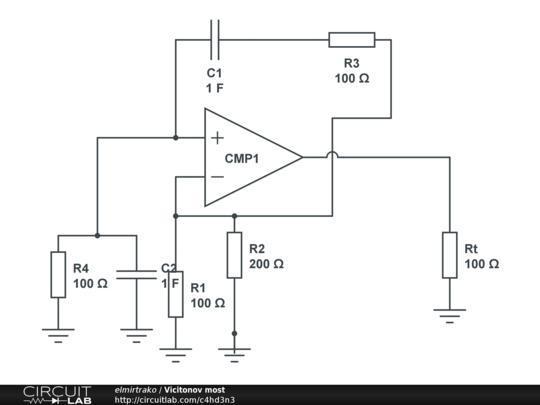 C1
1 F
R3
100 Ω
+
CMP1
−
R4
100 Ω
C2
1 F
R1
100 Ω
R2
200 Ω
Rt
100 Ω
CIRCUIT
LAB
elmirtrako / Vicitonov most
http://circuitlab.com/c4hd3n3